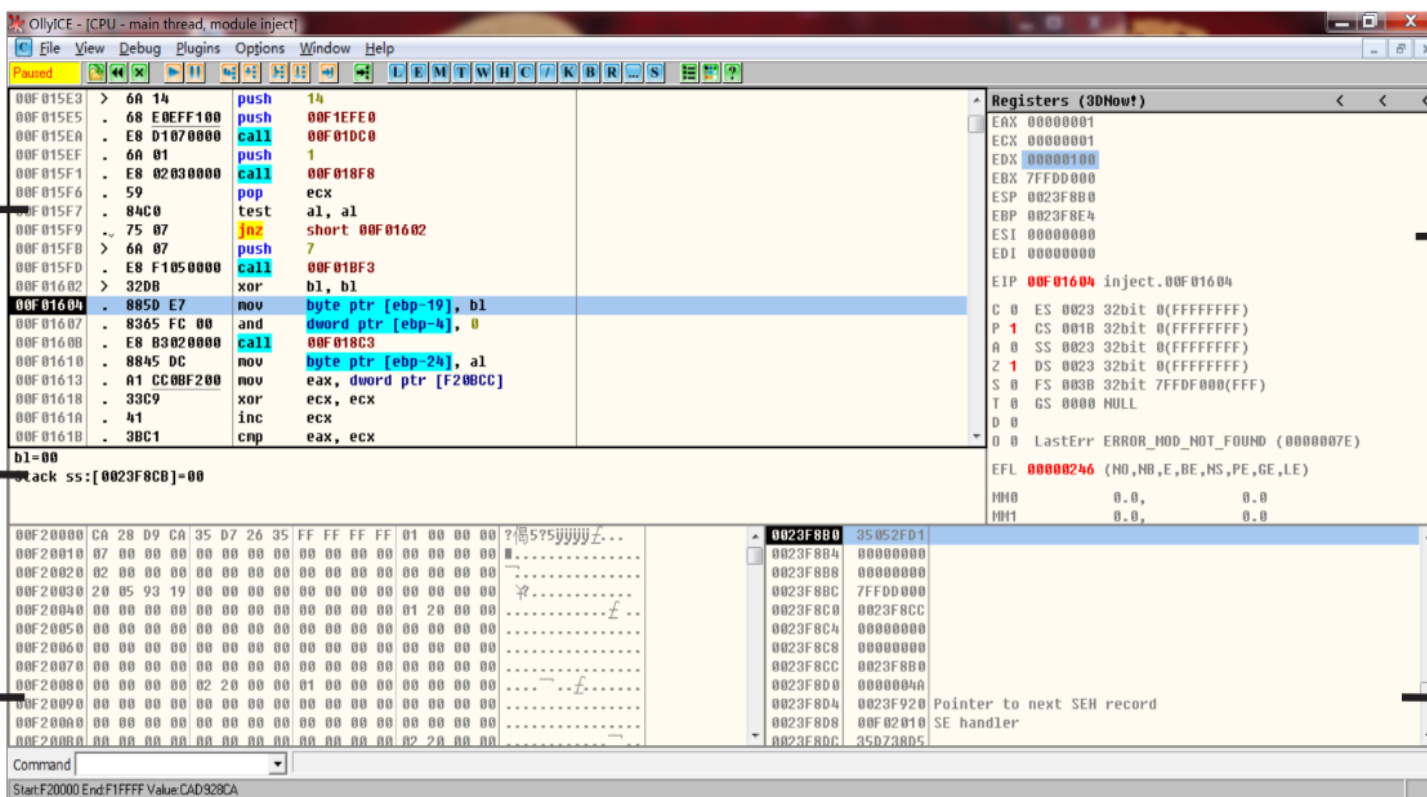 OllyICE - [CPU - main thread, module inject]
File View Debug Plugins Options Window Help
Paused
L E M T W H C / K B R ... S ?
00F015E3 > 6A 14 push 14
00F015E5 . 68 E0EFF100 push 00F1EFE0
00F015EA . E8 D1070000 call 00F01DC0
00F015EF . 6A 01 push 1
00F015F1 . E8 02030000 call 00F018F8
00F015F6 . 59 pop ecx
00F015F7 . 84C0 test al, al
00F015F9 . 75 07 jnz short 00F01602
00F015FB > 6A 07 push 7
00F015FD . E8 F1050000 call 00F01BF3
00F01602 > 32DB xor bl, bl
00F01604 . 885D E7 mov byte ptr [ebp-19], bl
00F01607 . 8365 FC 00 and dword ptr [ebp-4], 0
00F0160B . E8 B3020000 call 00F018C3
00F01610 . 8845 DC mov byte ptr [ebp-24], al
00F01613 . A1 CC0BF200 mov eax, dword ptr [F20BCC]
00F01618 . 33C9 xor ecx, ecx
00F0161A . 41 inc ecx
00F0161B . 3BC1 cmp eax, ecx
bl=00
Stack ss:[0023F8CB]=00
Registers (3DNow!) < < <
EAX 00000001
ECX 00000001
EDX 00000100
EBX 7FFDD000
ESP 0023F8B0
EBP 0023F8E4
ESI 00000000
EDI 00000000
EIP 00F01604 inject.00F01604
C 0 ES 0023 32bit 0(FFFFFFFF)
P 1 CS 001B 32bit 0(FFFFFFFF)
A 0 SS 0023 32bit 0(FFFFFFFF)
Z 1 DS 0023 32bit 0(FFFFFFFF)
S 0 FS 003B 32bit 7FFDF000(FFF)
T 0 GS 0000 NULL
D 0
O 0 LastErr ERROR_MOD_NOT_FOUND (0000007E)
EFL 00000246 (NO,NB,E,BE,NS,PE,GE,LE)
MM0 0.0, 0.0
MM1 0.0, 0.0
00F20000 CA 28 D9 CA 35 D7 26 35 FF FF FF FF 01 00 00 00
00F20010 07 00 00 00 00 00 00 00 00 00 00 00 00 00 00 00
00F20020 02 00 00 00 00 00 00 00 00 00 00 00 00 00 00 00
00F20030 20 05 93 19 00 00 00 00 00 00 00 00 00 00 00 00
00F20040 00 00 00 00 00 00 00 00 00 00 00 00 01 20 00 00
00F20050 00 00 00 00 00 00 00 00 00 00 00 00 00 00 00 00
00F20060 00 00 00 00 00 00 00 00 00 00 00 00 00 00 00 00
00F20070 00 00 00 00 00 00 00 00 00 00 00 00 00 00 00 00
00F20080 00 00 00 00 02 20 00 00 01 00 00 00 00 00 00 00
00F20090 00 00 00 00 00 00 00 00 00 00 00 00 00 00 00 00
00F200A0 00 00 00 00 00 00 00 00 00 00 00 00 00 00 00 00
00F200B0 00 00 00 00 00 00 00 00 00 00 00 00 02 20 00 00
0023F8B0 35052FD1
0023F8B4 00000000
0023F8B8 00000000
0023F8BC 7FFDD000
0023F8C0 0023F8CC
0023F8C4 00000000
0023F8C8 00000000
0023F8CC 0023F8B0
0023F8D0 0000004A
0023F8D4 0023F920 Pointer to next SEH record
0023F8D8 00F02010 SE handler
0023F8DC 35D738D5
Command
Start:F20000 End:F1FFFF Value:CAD928CA